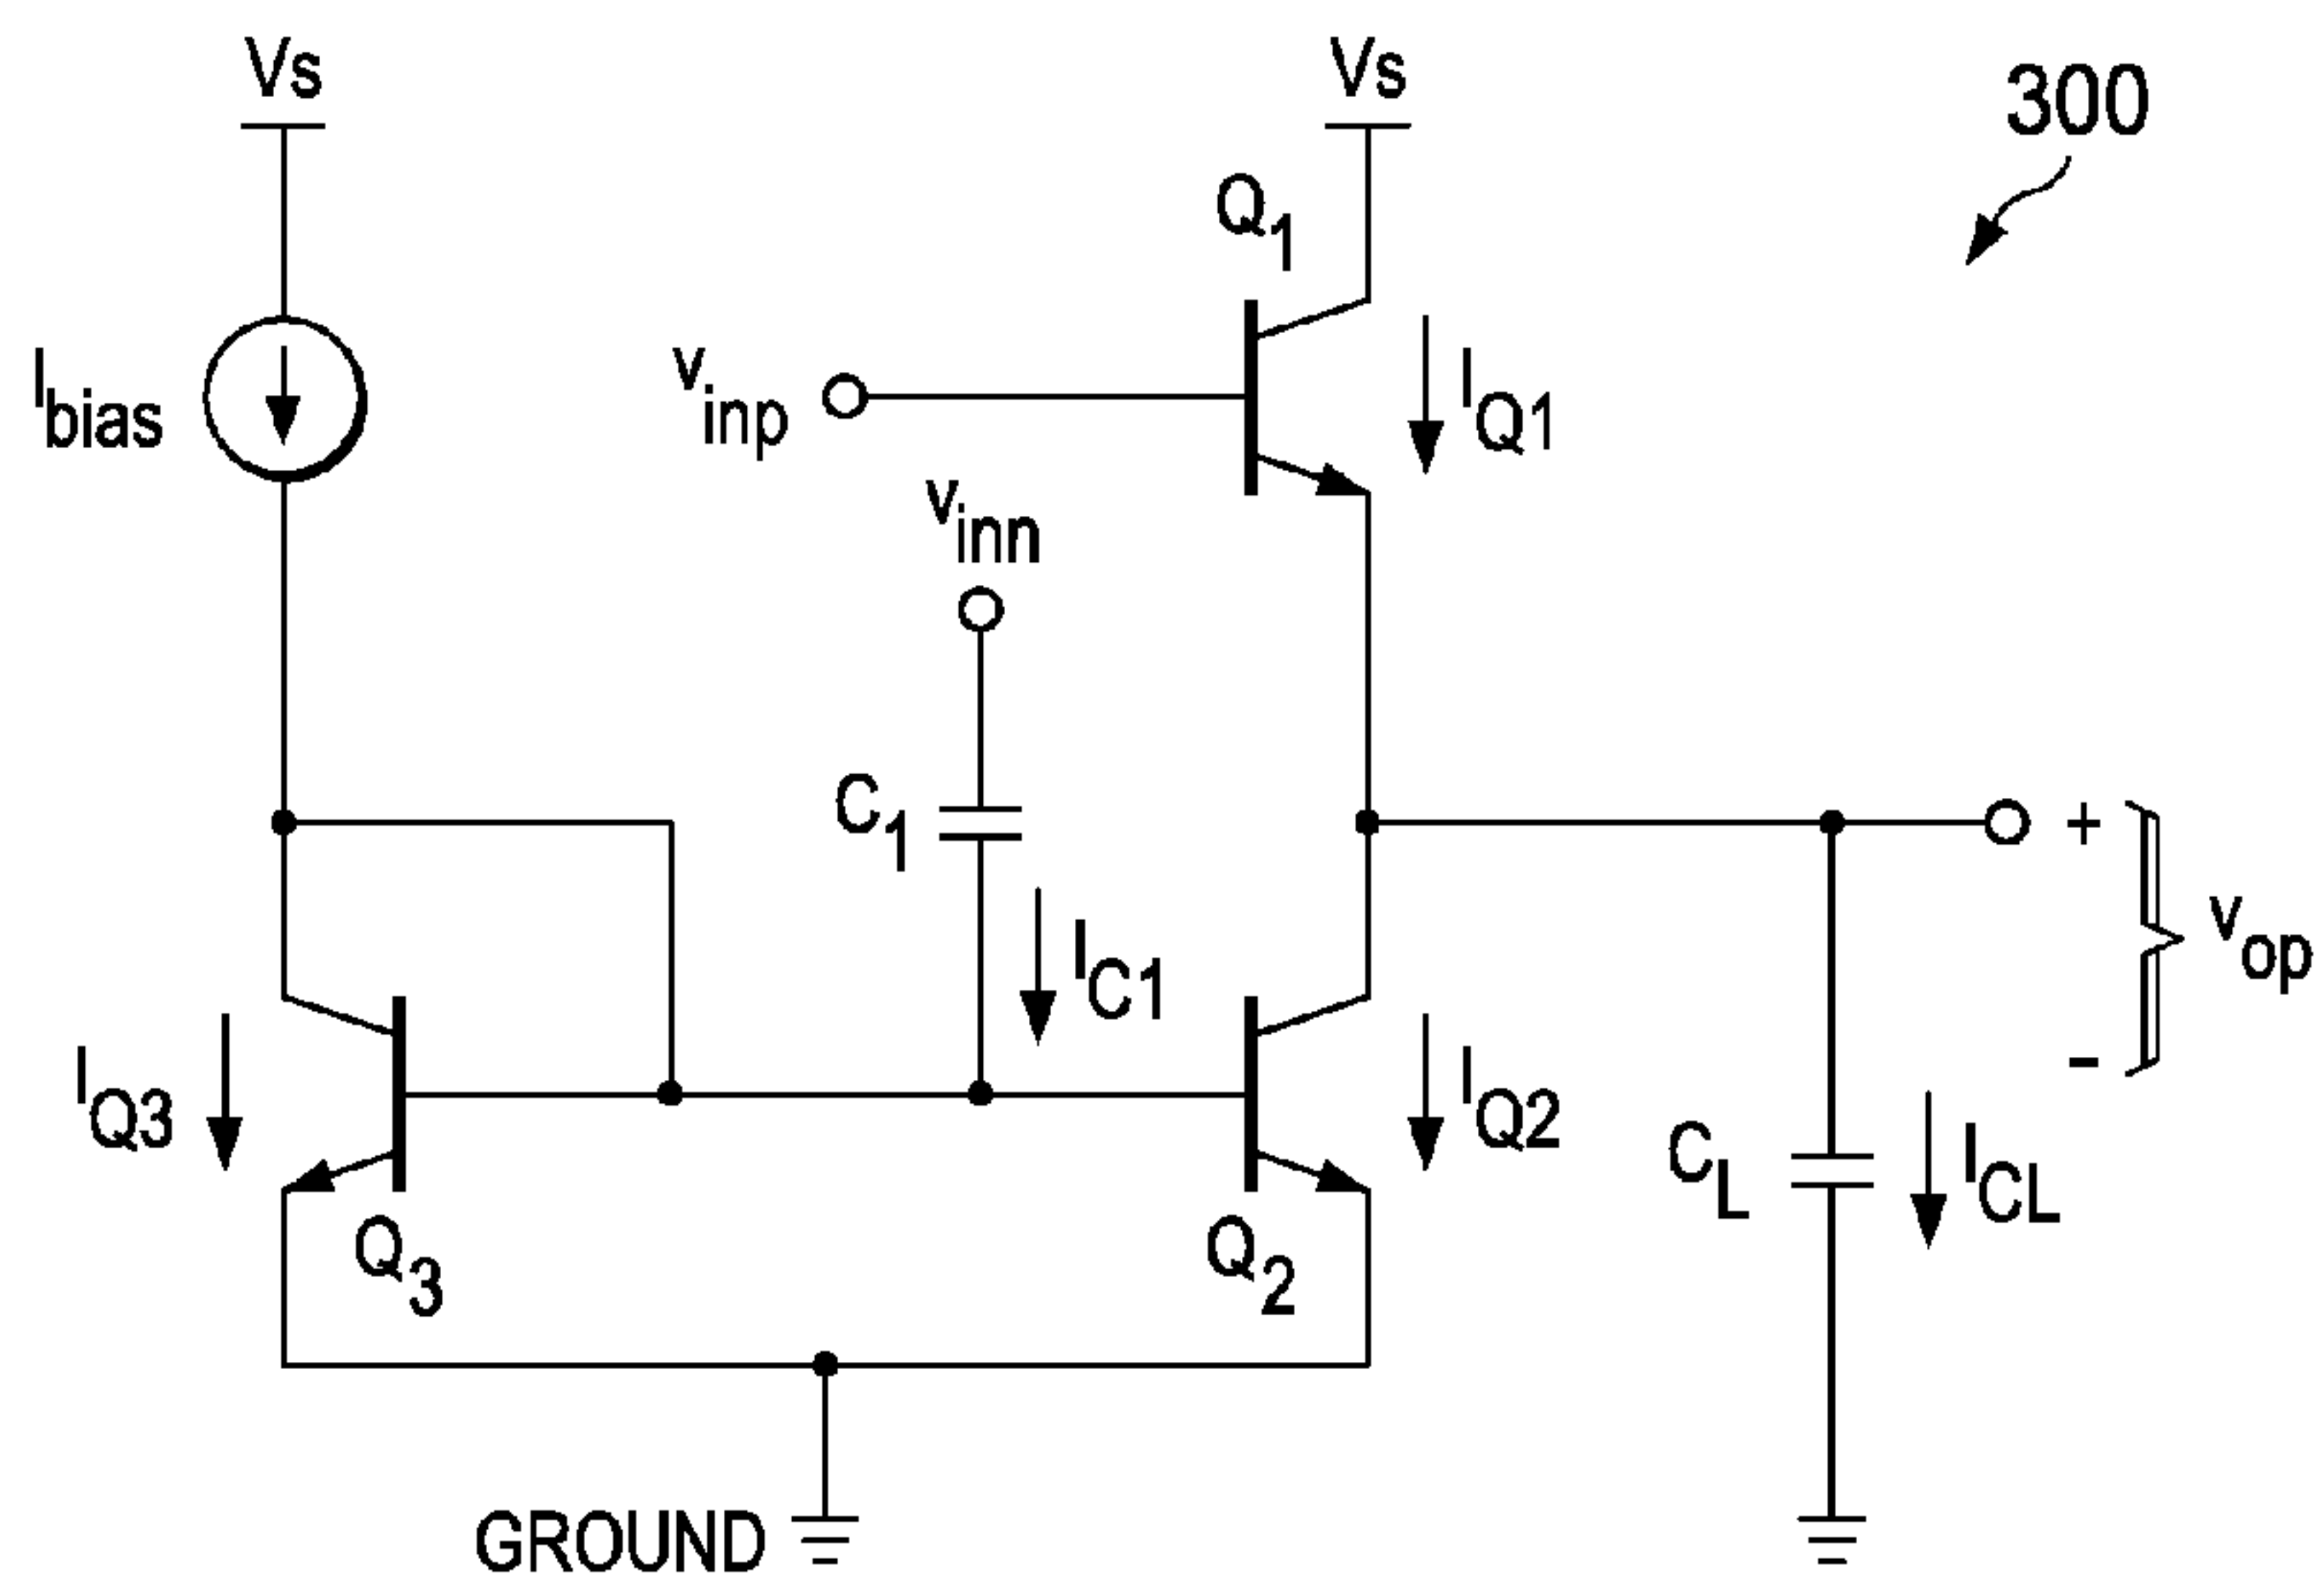 Vs
Vs
300
Q1
Ibias
vinp
IQ1
vinn
C1
+
IC1
vop
IQ3
IQ2
-
CL
ICL
Q3
Q2
GROUND